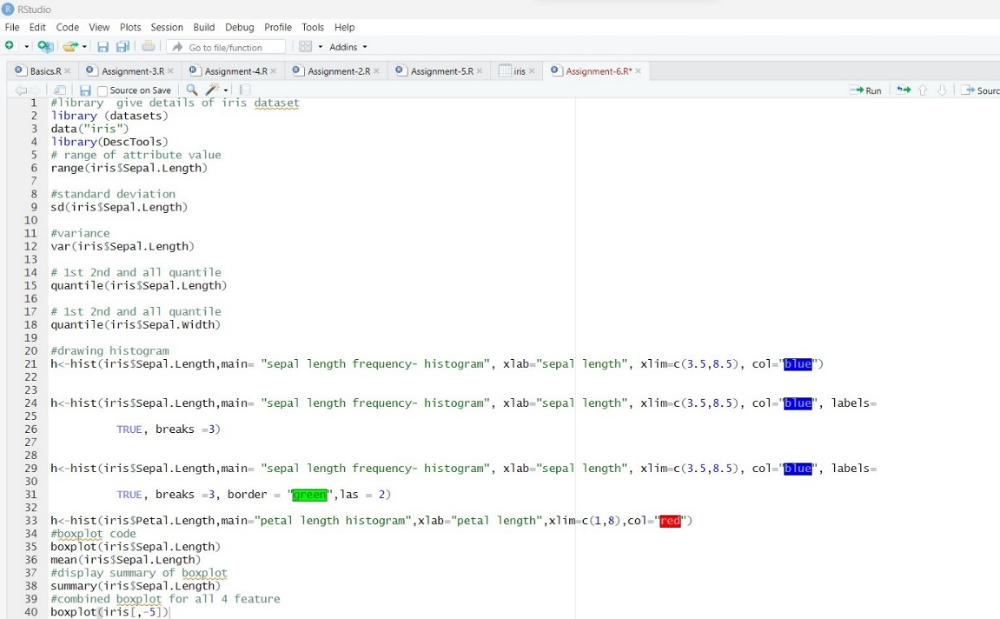 RStudio
File Edit Code View Plots Session Build Debug Profile Tools Help
Go to file/function Addins
Basics.R Assignment-3.R Assignment-4.R Assignment-2.R Assignment-5.R iris Assignment-6.R*
Source on Save Run Sourc
1 #library  give details of iris dataset
2 library (datasets)
3 data("iris")
4 library(DescTools)
5 # range of attribute value
6 range(iris$Sepal.Length)
7
8 #standard deviation
9 sd(iris$Sepal.Length)
10
11 #variance
12 var(iris$Sepal.Length)
13
14 # 1st 2nd and all quantile
15 quantile(iris$Sepal.Length)
16
17 # 1st 2nd and all quantile
18 quantile(iris$Sepal.Width)
19
20 #drawing histogram
21 h<-hist(iris$Sepal.Length,main= "sepal length frequency- histogram", xlab="sepal length", xlim=c(3.5,8.5), col="blue")
22
23
24 h<-hist(iris$Sepal.Length,main= "sepal length frequency- histogram", xlab="sepal length", xlim=c(3.5,8.5), col="blue", labels=
25
26 TRUE, breaks =3)
27
28
29 h<-hist(iris$Sepal.Length,main= "sepal length frequency- histogram", xlab="sepal length", xlim=c(3.5,8.5), col="blue", labels=
30
31 TRUE, breaks =3, border = "green",las = 2)
32
33 h<-hist(iris$Petal.Length,main="petal length histogram",xlab="petal length",xlim=c(1,8),col="red")
34 #boxplot code
35 boxplot(iris$Sepal.Length)
36 mean(iris$Sepal.Length)
37 #display summary of boxplot
38 summary(iris$Sepal.Length)
39 #combined boxplot for all 4 feature
40 boxplot(iris[,-5])